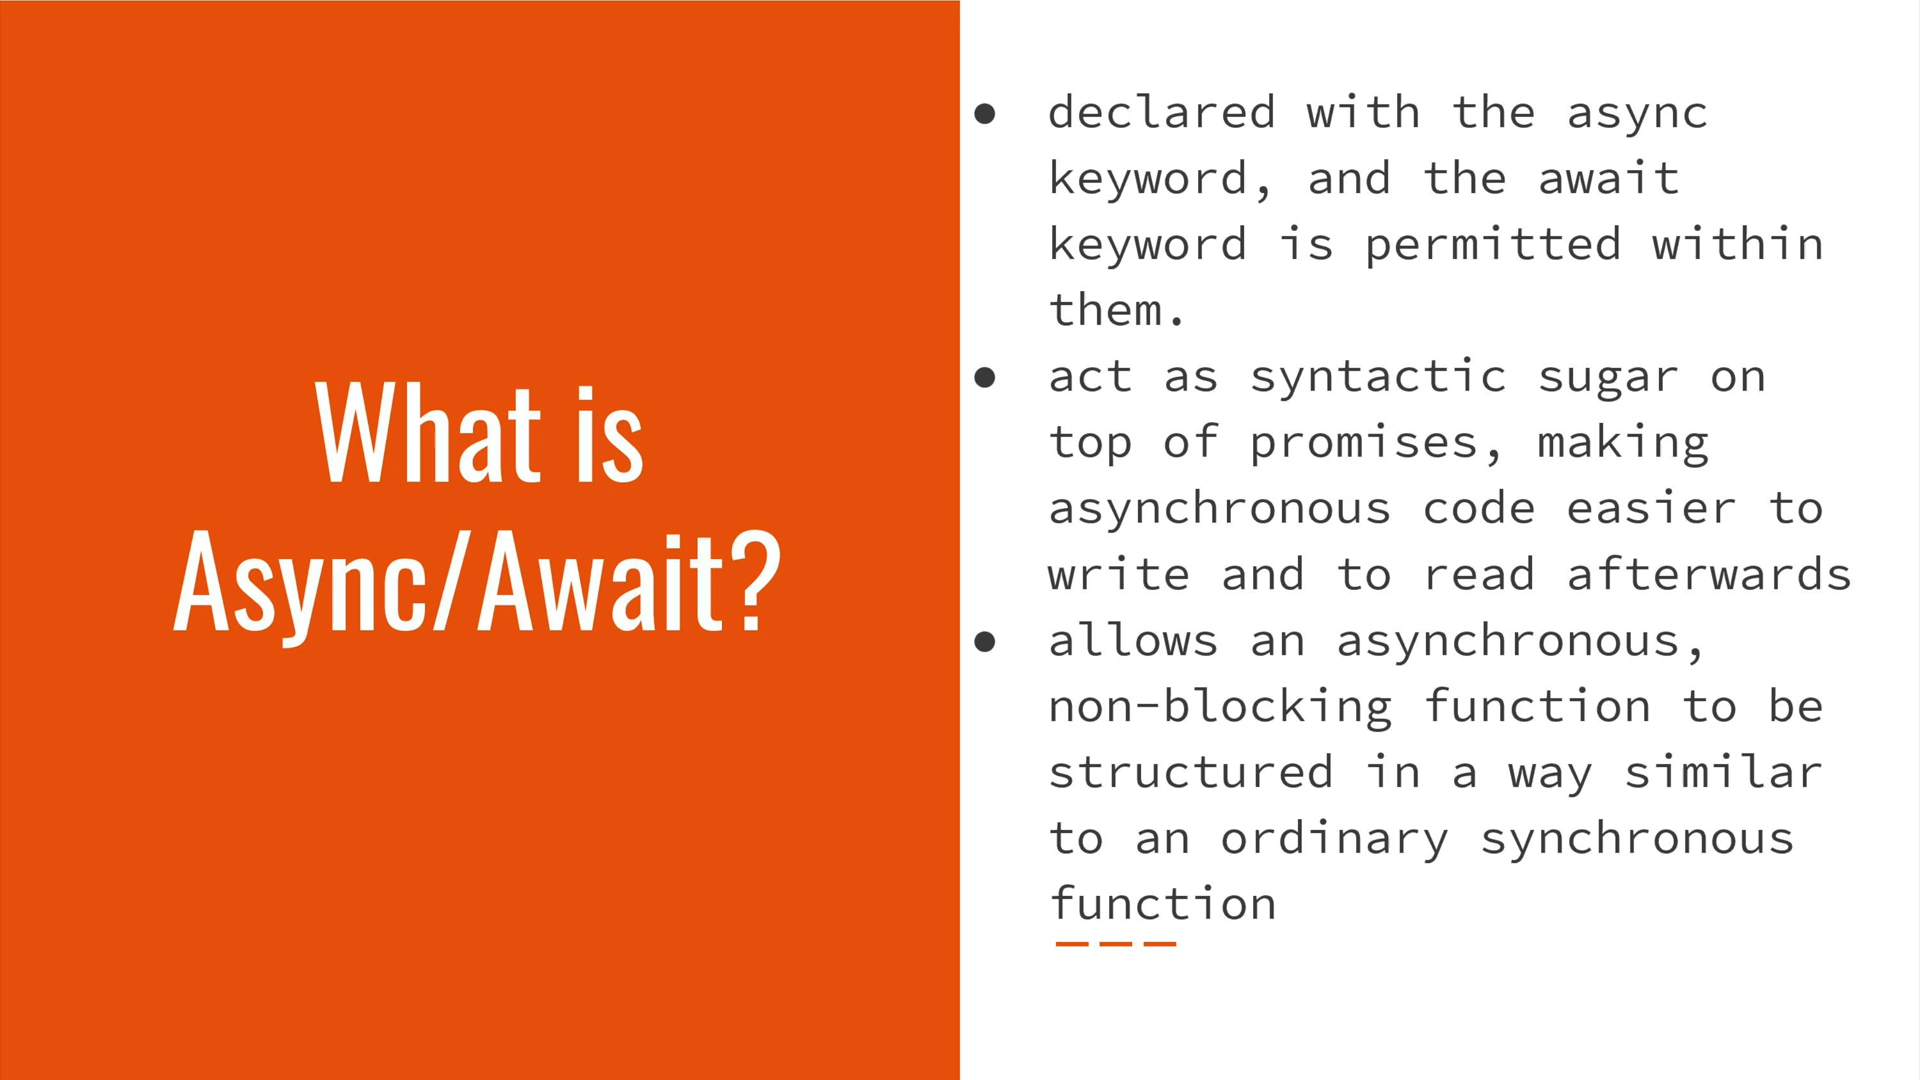 What is
Async/Await?
● declared with the async
keyword, and the await
keyword is permitted within
them.
● act as syntactic sugar on
top of promises, making
asynchronous code easier to
write and to read afterwards
● allows an asynchronous,
non-blocking function to be
structured in a way similar
to an ordinary synchronous
function